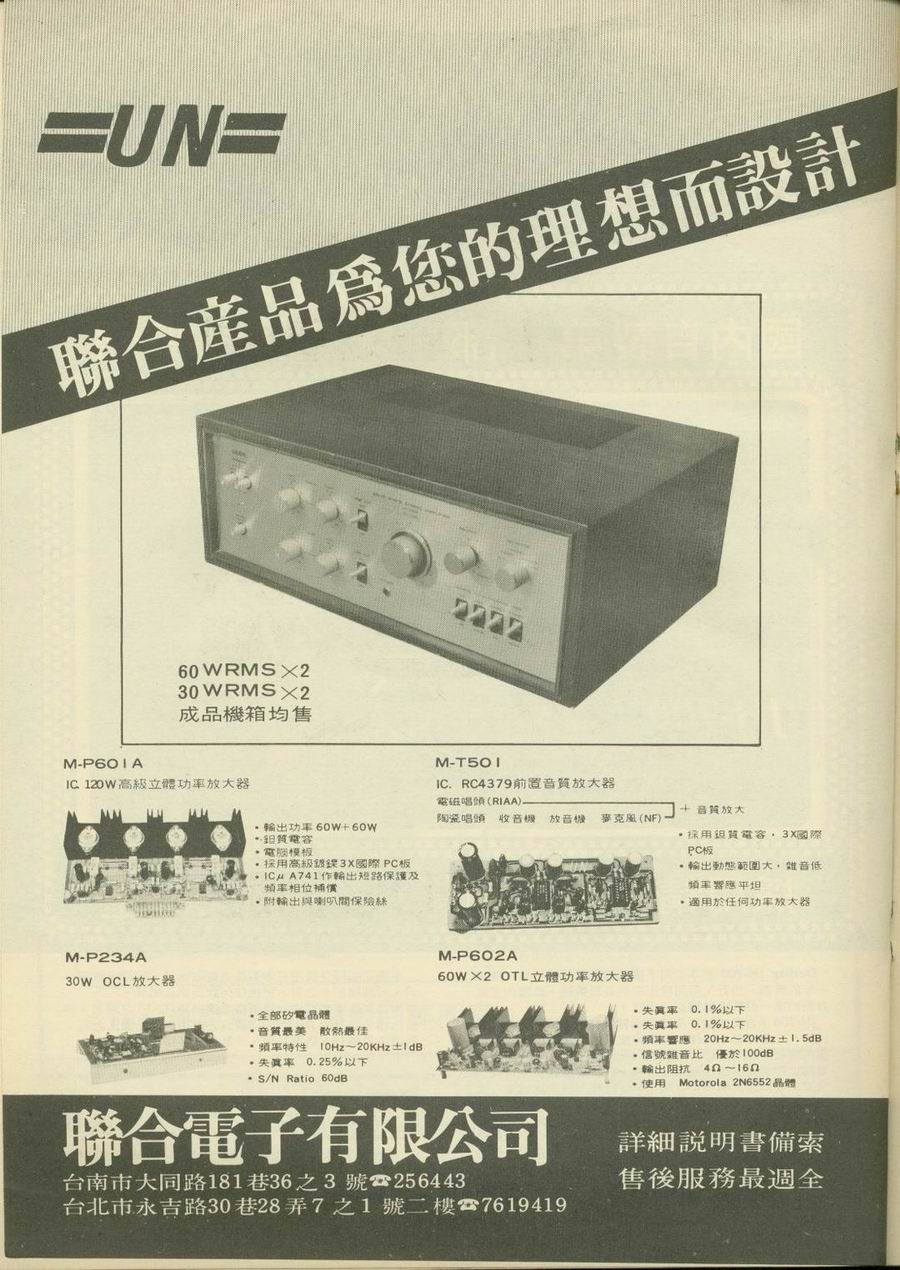 UN
聯合産品爲您的理想而設計
60 WRMS×2
30 WRMS×2
成品機箱均售
M-P601A
IC. 120W高級立體功率放大器
• 輸出功率 60W+60W
• 鉭質電容
• 電腦模板
• 採用高級鍍鎳3X國際 PC板
• ICμ A741作輸出短路保護及
頻率相位補償
• 附輸出與喇叭間保險絲
M-T501
IC. RC4379前置音質放大器
電磁唱頭(RIAA)
陶瓷唱頭 收音機 放音機 麥克風(NF)
+ 音質放大
• 採用鉭質電容，3X國際
PC板
• 輸出動態範圍大，雜音低
頻率響應平坦
• 適用於任何功率放大器
M-P234A
30W OCL放大器
• 全部矽電晶體
• 音質最美 散熱最佳
• 頻率特性 10Hz～20KHz±1dB
• 失眞率 0.25%以下
• S/N Ratio 60dB
M-P602A
60W×2 OTL立體功率放大器
• 失眞率 0.1%以下
• 失眞率 0.1%以下
• 頻率響應 20Hz～20KHz±1.5dB
• 信號雜音比 優於100dB
• 輸出阻抗 4Ω～16Ω
• 使用 Motorola 2N6552晶體
聯合電子有限公司
台南市大同路181巷36之3號☎256443
台北市永吉路30巷28弄7之1號二樓☎7619419
詳細説明書備索
售後服務最週全